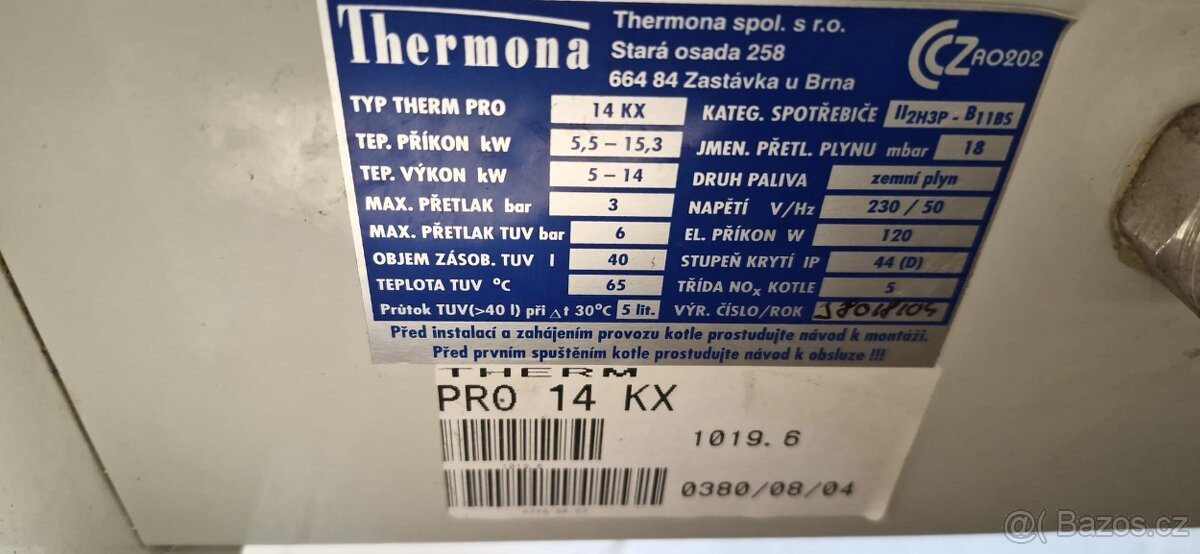 Thermona
Thermona spol. s r.o.
Stará osada 258
664 84 Zastávka u Brna
CCZ AO202
TYP THERM PRO 14 KX
TEP. PŘÍKON kW 5,5 – 15,3
TEP. VÝKON kW 5 – 14
MAX. PŘETLAK bar 3
MAX. PŘETLAK TUV bar 6
OBJEM ZÁSOB. TUV l 40
TEPLOTA TUV °C 65
Průtok TUV(>40 l) při Δt 30°C 5 lit.
KATEG. SPOTŘEBIČE II2H3P - B11BS
JMEN. PŘETL. PLYNU mbar 18
DRUH PALIVA zemní plyn
NAPĚTÍ V/Hz 230 / 50
EL. PŘÍKON W 120
STUPEŇ KRYTÍ IP 44 (D)
TŘÍDA NOx KOTLE 5
VÝR. ČÍSLO/ROK
Před instalací a zahájením provozu kotle prostudujte návod k montáži.
Před prvním spuštěním kotle prostudujte návod k obsluze !!!
THERM
PRO 14 KX
1019.6
1019.6
0380/08/04
@( Bazos.cz